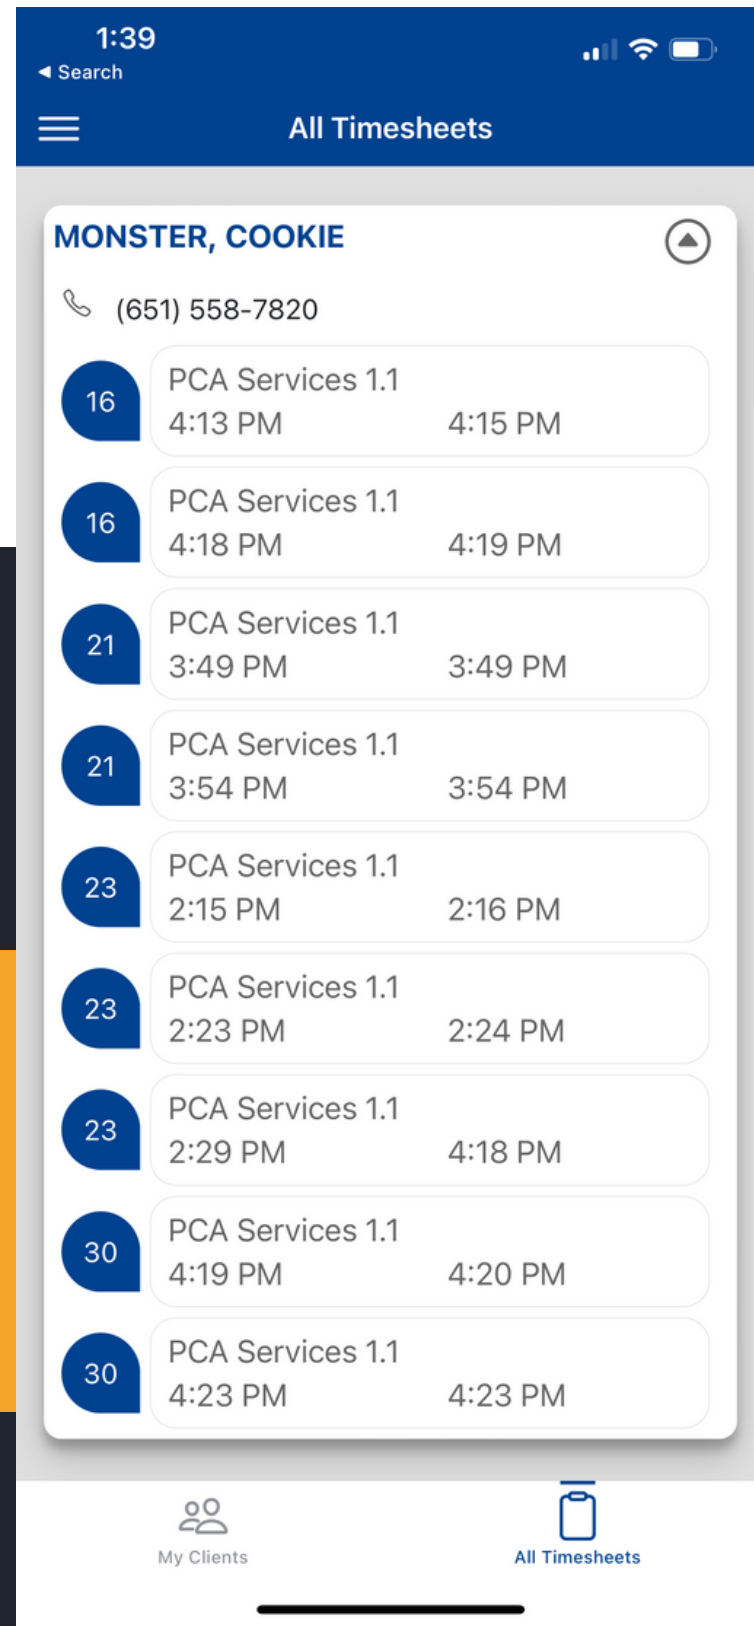 1:39
Search
All Timesheets
MONSTER, COOKIE
(651) 558-7820
16
PCA Services 1.1
4:13 PM 4:15 PM
16
PCA Services 1.1
4:18 PM 4:19 PM
21
PCA Services 1.1
3:49 PM 3:49 PM
21
PCA Services 1.1
3:54 PM 3:54 PM
23
PCA Services 1.1
2:15 PM 2:16 PM
23
PCA Services 1.1
2:23 PM 2:24 PM
23
PCA Services 1.1
2:29 PM 4:18 PM
30
PCA Services 1.1
4:19 PM 4:20 PM
30
PCA Services 1.1
4:23 PM 4:23 PM
My Clients All Timesheets